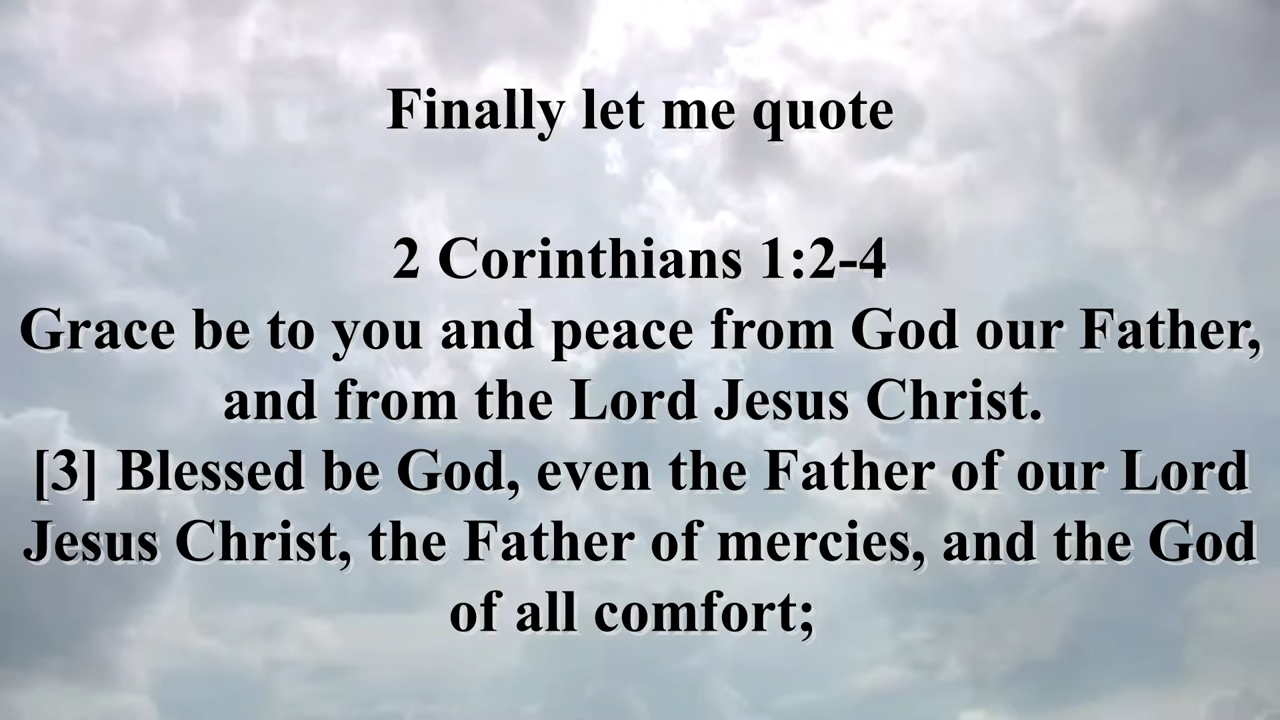 Finally let me quote
2 Corinthians 1:2-4
Grace be to you and peace from God our Father,
and from the Lord Jesus Christ.
[3] Blessed be God, even the Father of our Lord
Jesus Christ, the Father of mercies, and the God
of all comfort;